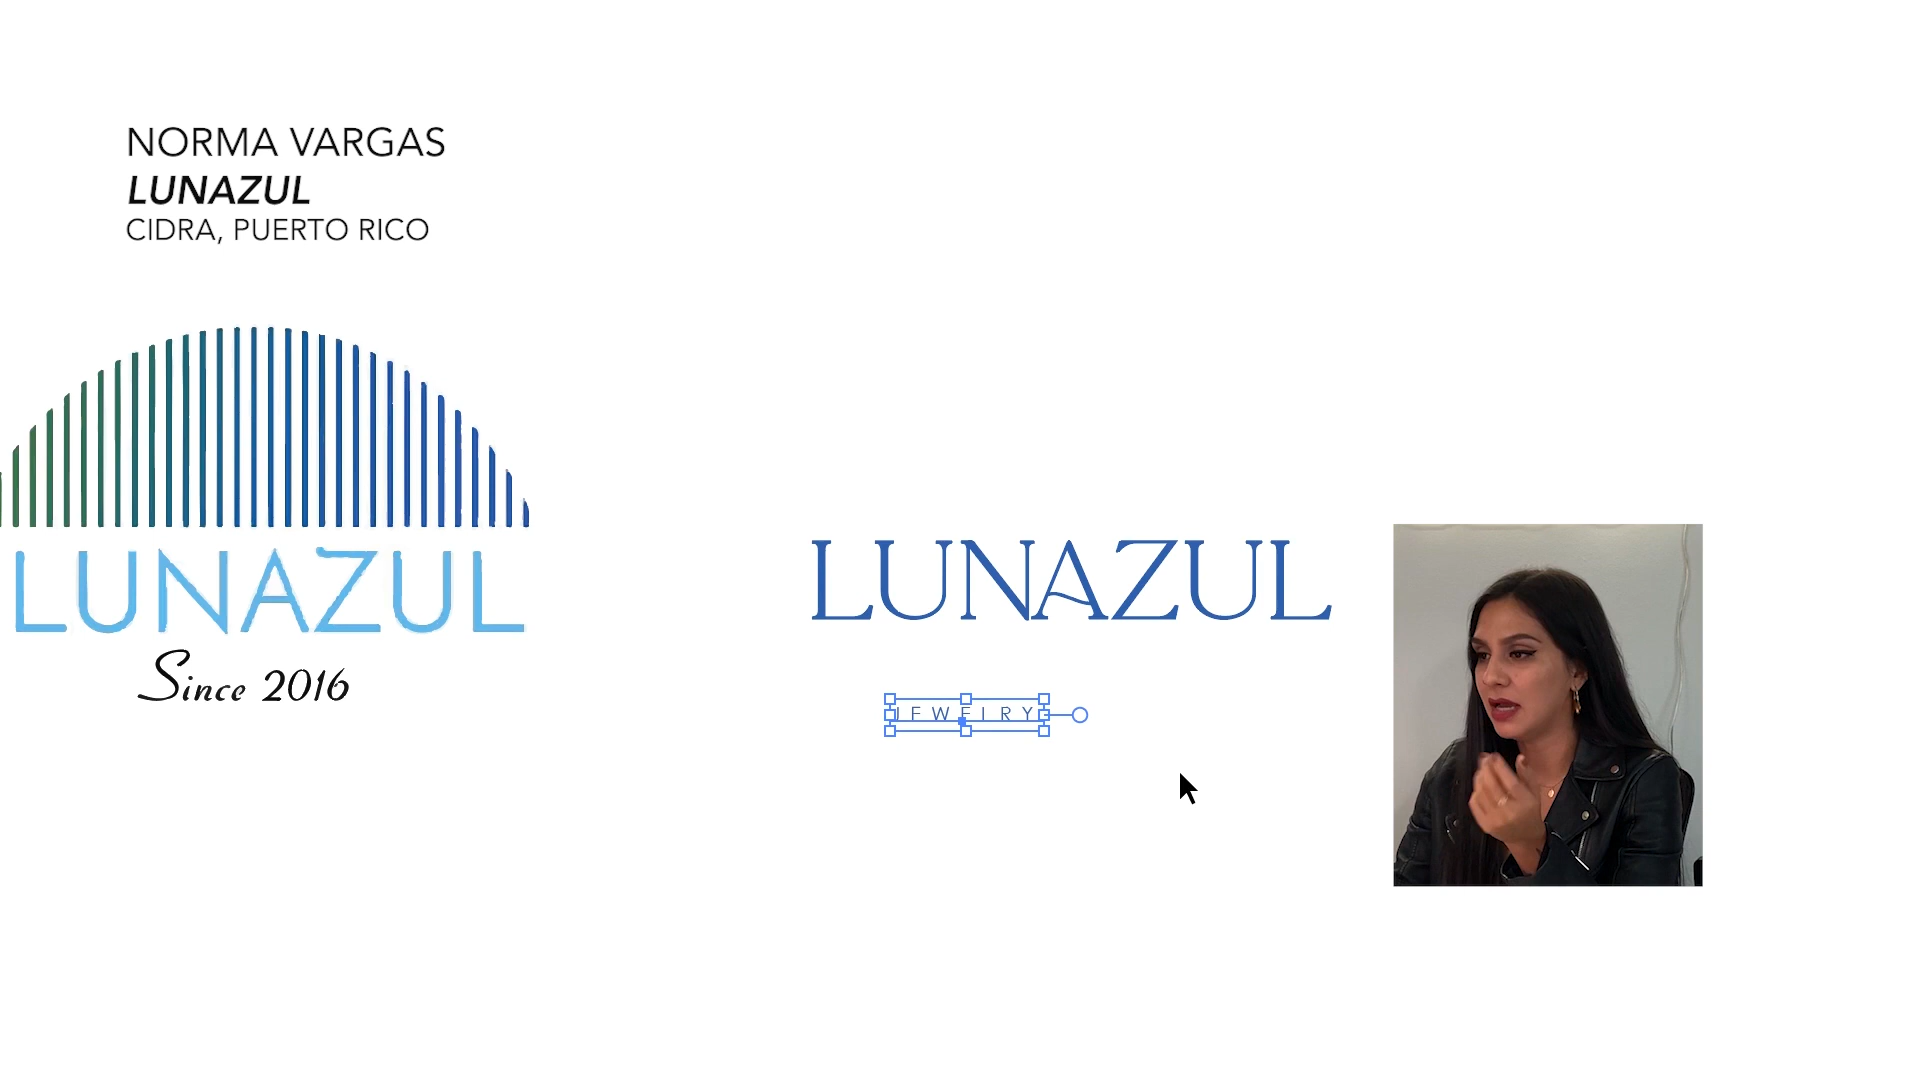 NORMA VARGAS
LUNAZUL
CIDRA, PUERTO RICO
LUNAZUL
Since 2016
LUNAZUL
JEWELRY